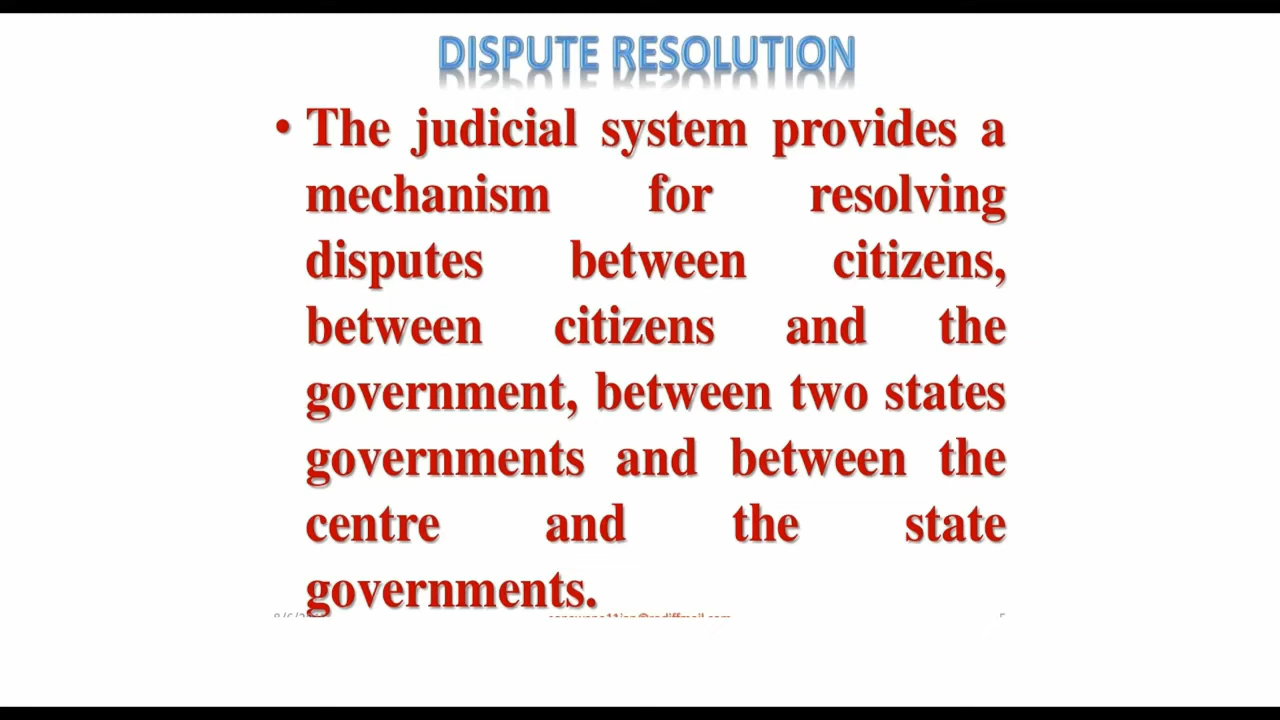 DISPUTE RESOLUTION
• The judicial system provides a
mechanism for resolving
disputes between citizens,
between citizens and the
government, between two states
governments and between the
centre and the state
governments.